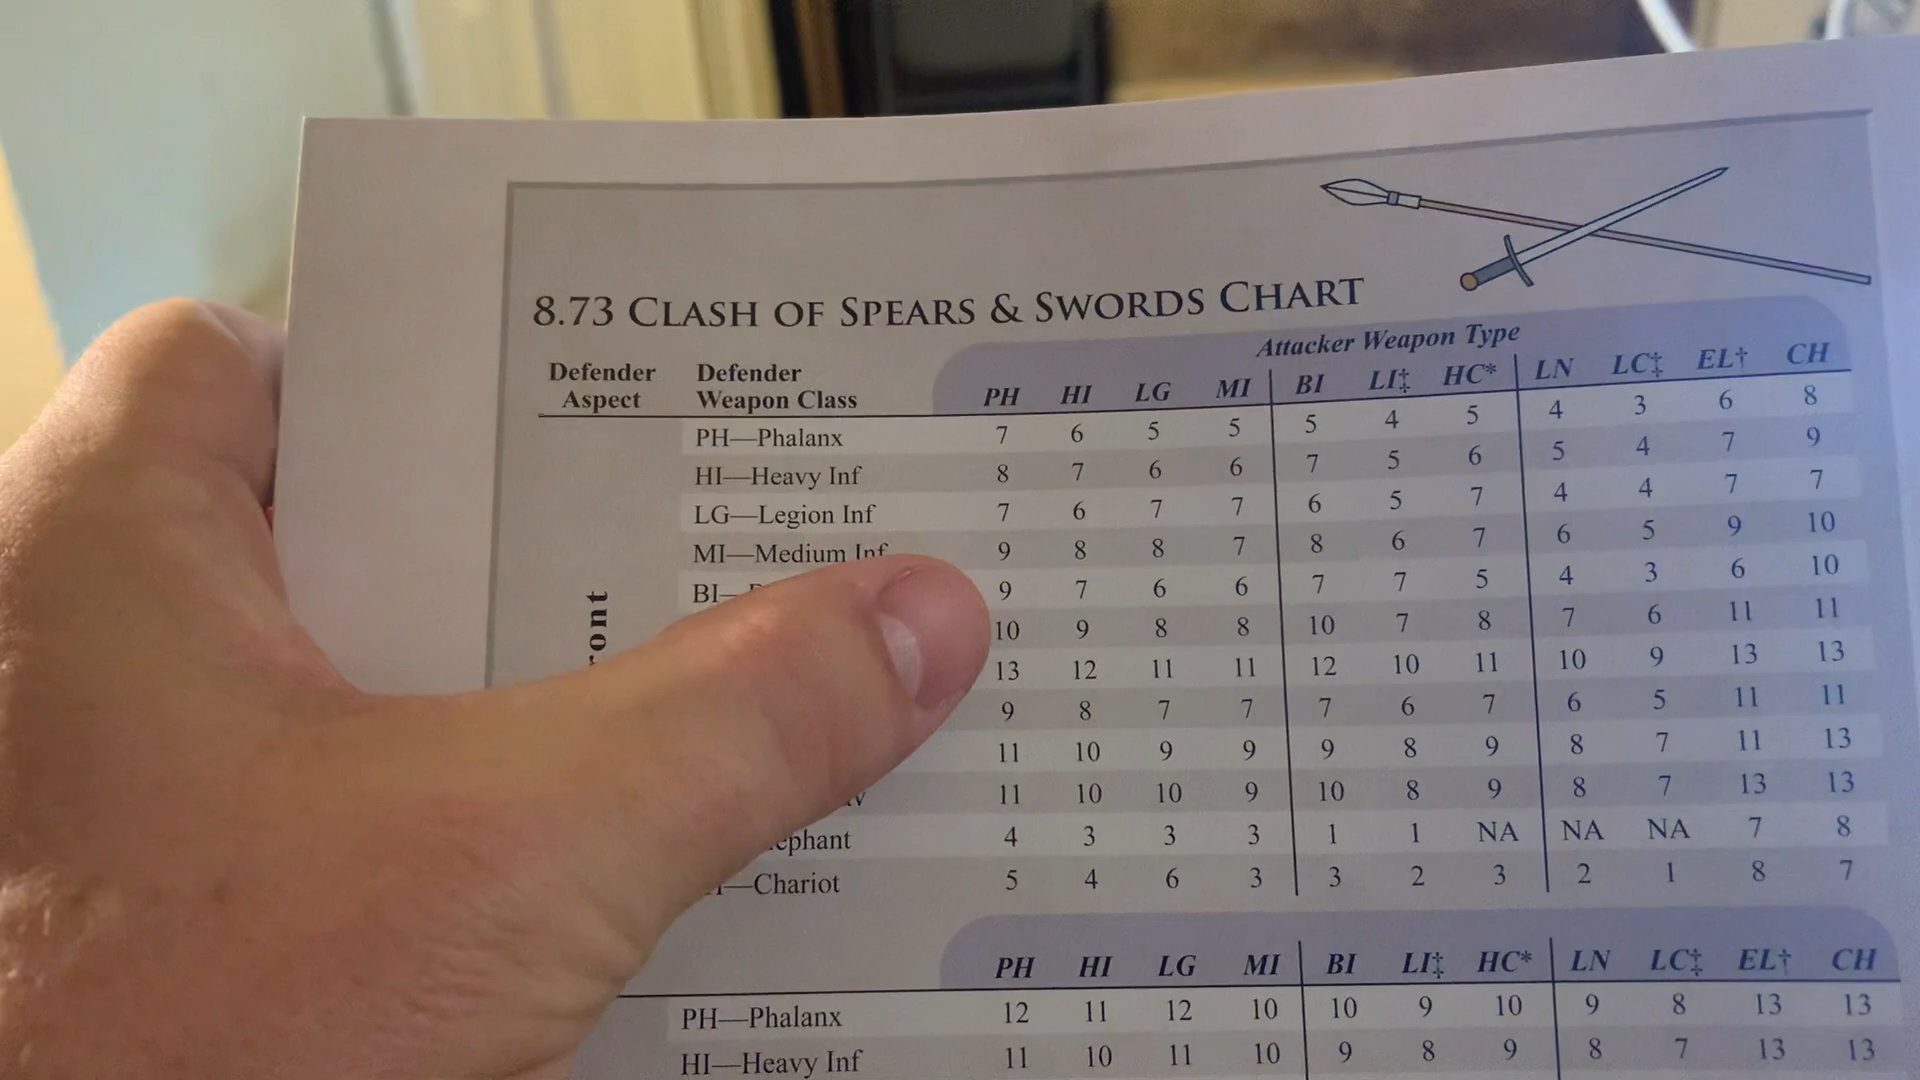 8.73 CLASH OF SPEARS & SWORDS CHART
Attacker Weapon Type
Defender Aspect Defender Weapon Class PH HI LG MI BI LI‡ HC* LN LC‡ EL† CH
PH—Phalanx 7 6 5 5 5 4 5 4 3 6 8
HI—Heavy Inf 8 7 6 6 7 5 6 5 4 7 9
LG—Legion Inf 7 6 7 7 6 5 7 4 4 7 7
MI—Medium Inf 9 8 8 7 8 6 7 6 5 9 10
BI— 9 7 6 6 7 7 5 4 3 6 10
10 9 8 8 10 7 8 7 6 11 11
13 12 11 11 12 10 11 10 9 13 13
9 8 7 7 7 6 7 6 5 11 11
11 10 9 9 9 8 9 8 7 11 13
11 10 10 9 10 8 9 8 7 13 13
4 3 3 3 1 1 NA NA NA 7 8
—Chariot 5 4 6 3 3 2 3 2 1 8 7
PH HI LG MI BI LI‡ HC* LN LC‡ EL† CH
PH—Phalanx 12 11 12 10 10 9 10 9 8 13 13
HI—Heavy Inf 11 10 11 10 9 8 9 8 7 13 13